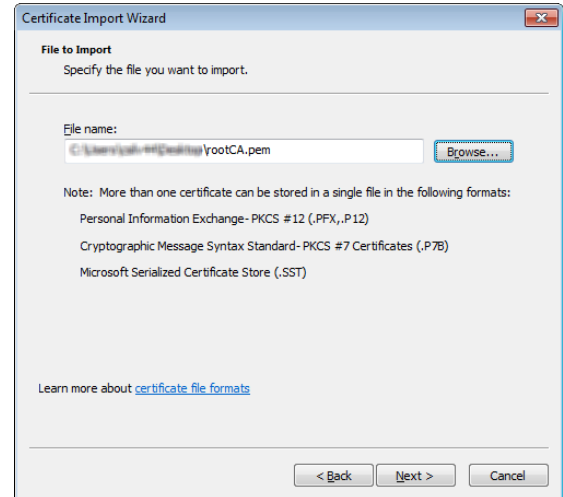 Certificate Import Wizard
File to Import
Specify the file you want to import.
File name:
\rootCA.pem
Browse...
Note: More than one certificate can be stored in a single file in the following formats:
Personal Information Exchange- PKCS #12 (.PFX,.P12)
Cryptographic Message Syntax Standard- PKCS #7 Certificates (.P7B)
Microsoft Serialized Certificate Store (.SST)
Learn more about certificate file formats
< Back Next > Cancel